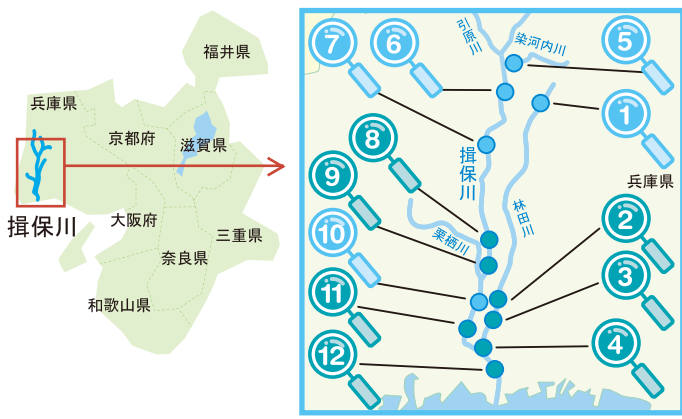 福井県
兵庫県
京都府
滋賀県
揖保川
大阪府
三重県
奈良県
和歌山県
7
6
引原川
染河内川
5
1
8
揖保川
兵庫県
9
林田川
2
10
栗栖川
3
11
4
12